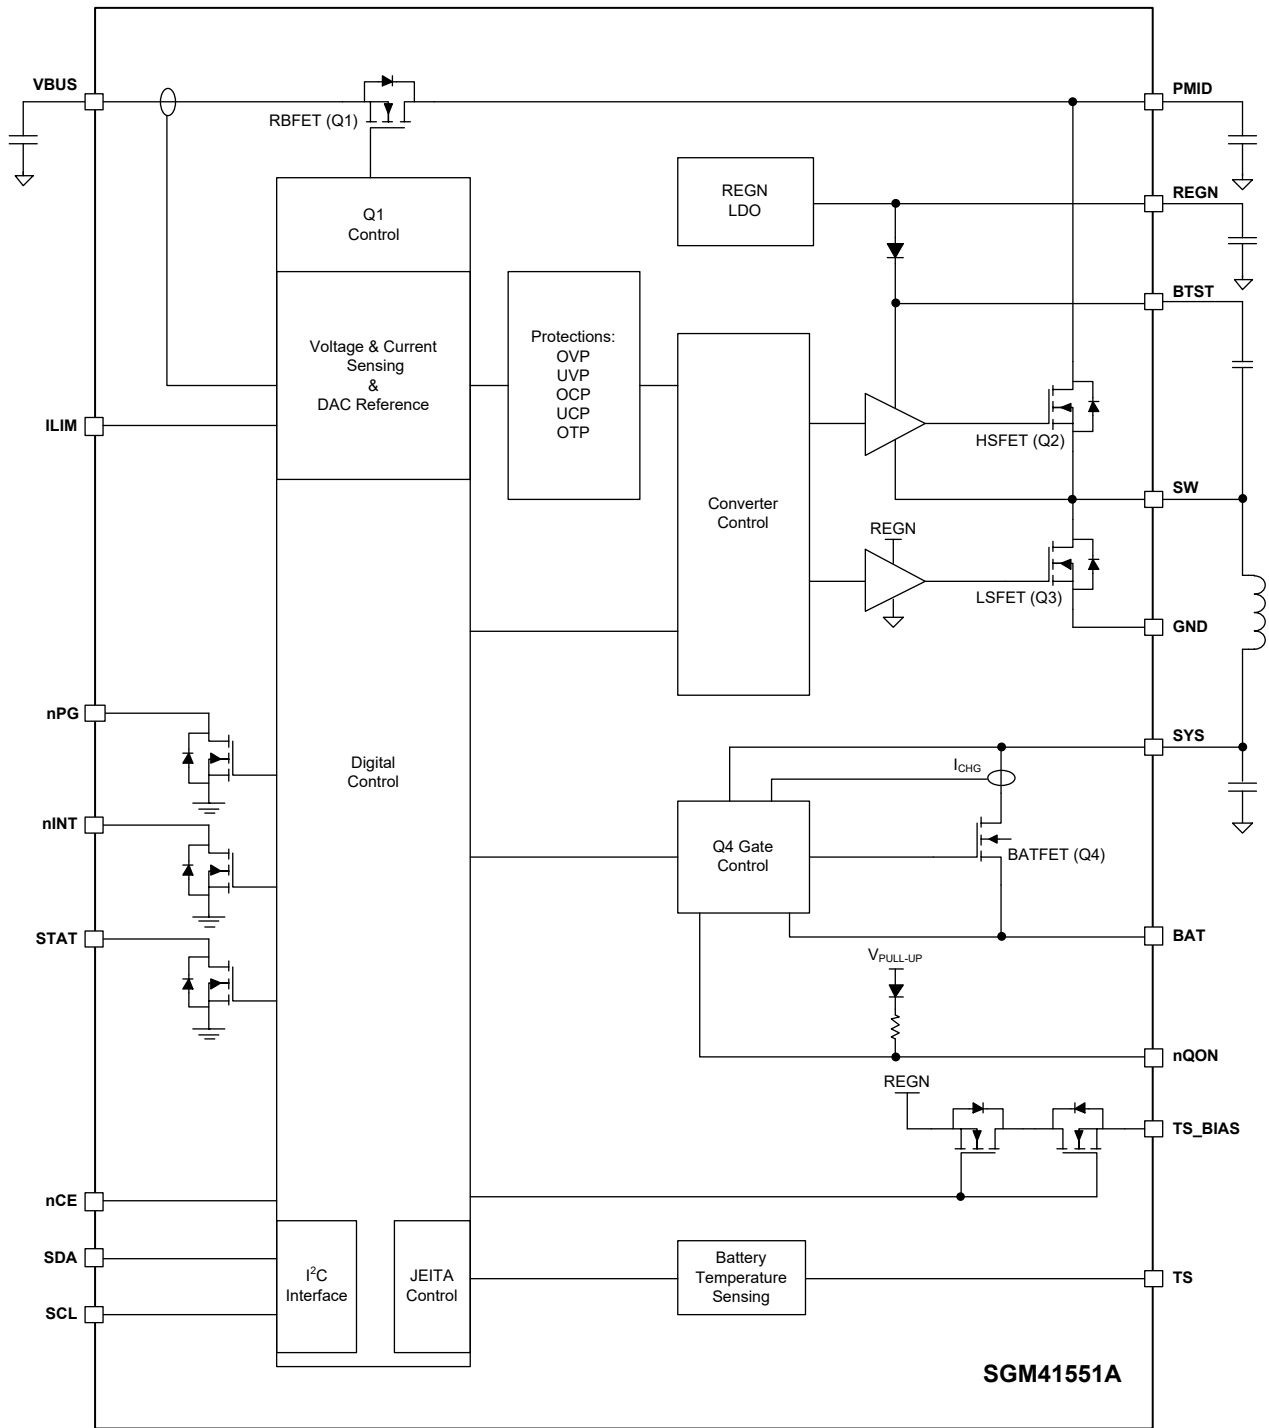 VBUS
PMID
RBFET (Q1)
REGN
LDO
REGN
Q1
Control
BTST
Voltage & Current
Sensing
&
DAC Reference
Protections:
OVP
UVP
OCP
UCP
OTP
ILIM
HSFET (Q2)
SW
Converter
Control
REGN
LSFET (Q3)
GND
nPG
SYS
Digital
Control
I_CHG
nINT
Q4 Gate
Control
BATFET (Q4)
STAT
BAT
V_PULL-UP
nQON
REGN
TS_BIAS
nCE
SDA
I²C
Interface
JEITA
Control
Battery
Temperature
Sensing
TS
SCL
SGM41551A